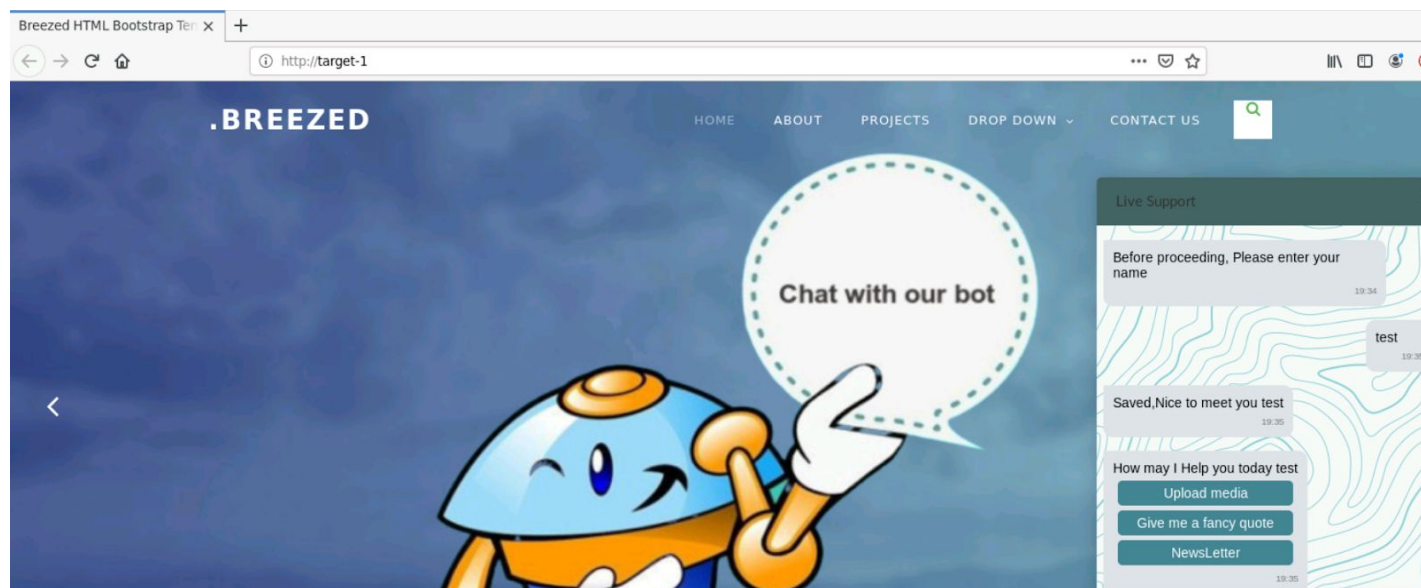 Breezed HTML Bootstrap Ten
http://target-1
.BREEZED
HOME ABOUT PROJECTS DROP DOWN CONTACT US
Chat with our bot
Live Support
Before proceeding, Please enter your
name
19:34
test
19:35
Saved,Nice to meet you test
19:35
How may I Help you today test
Upload media
Give me a fancy quote
NewsLetter
19:35